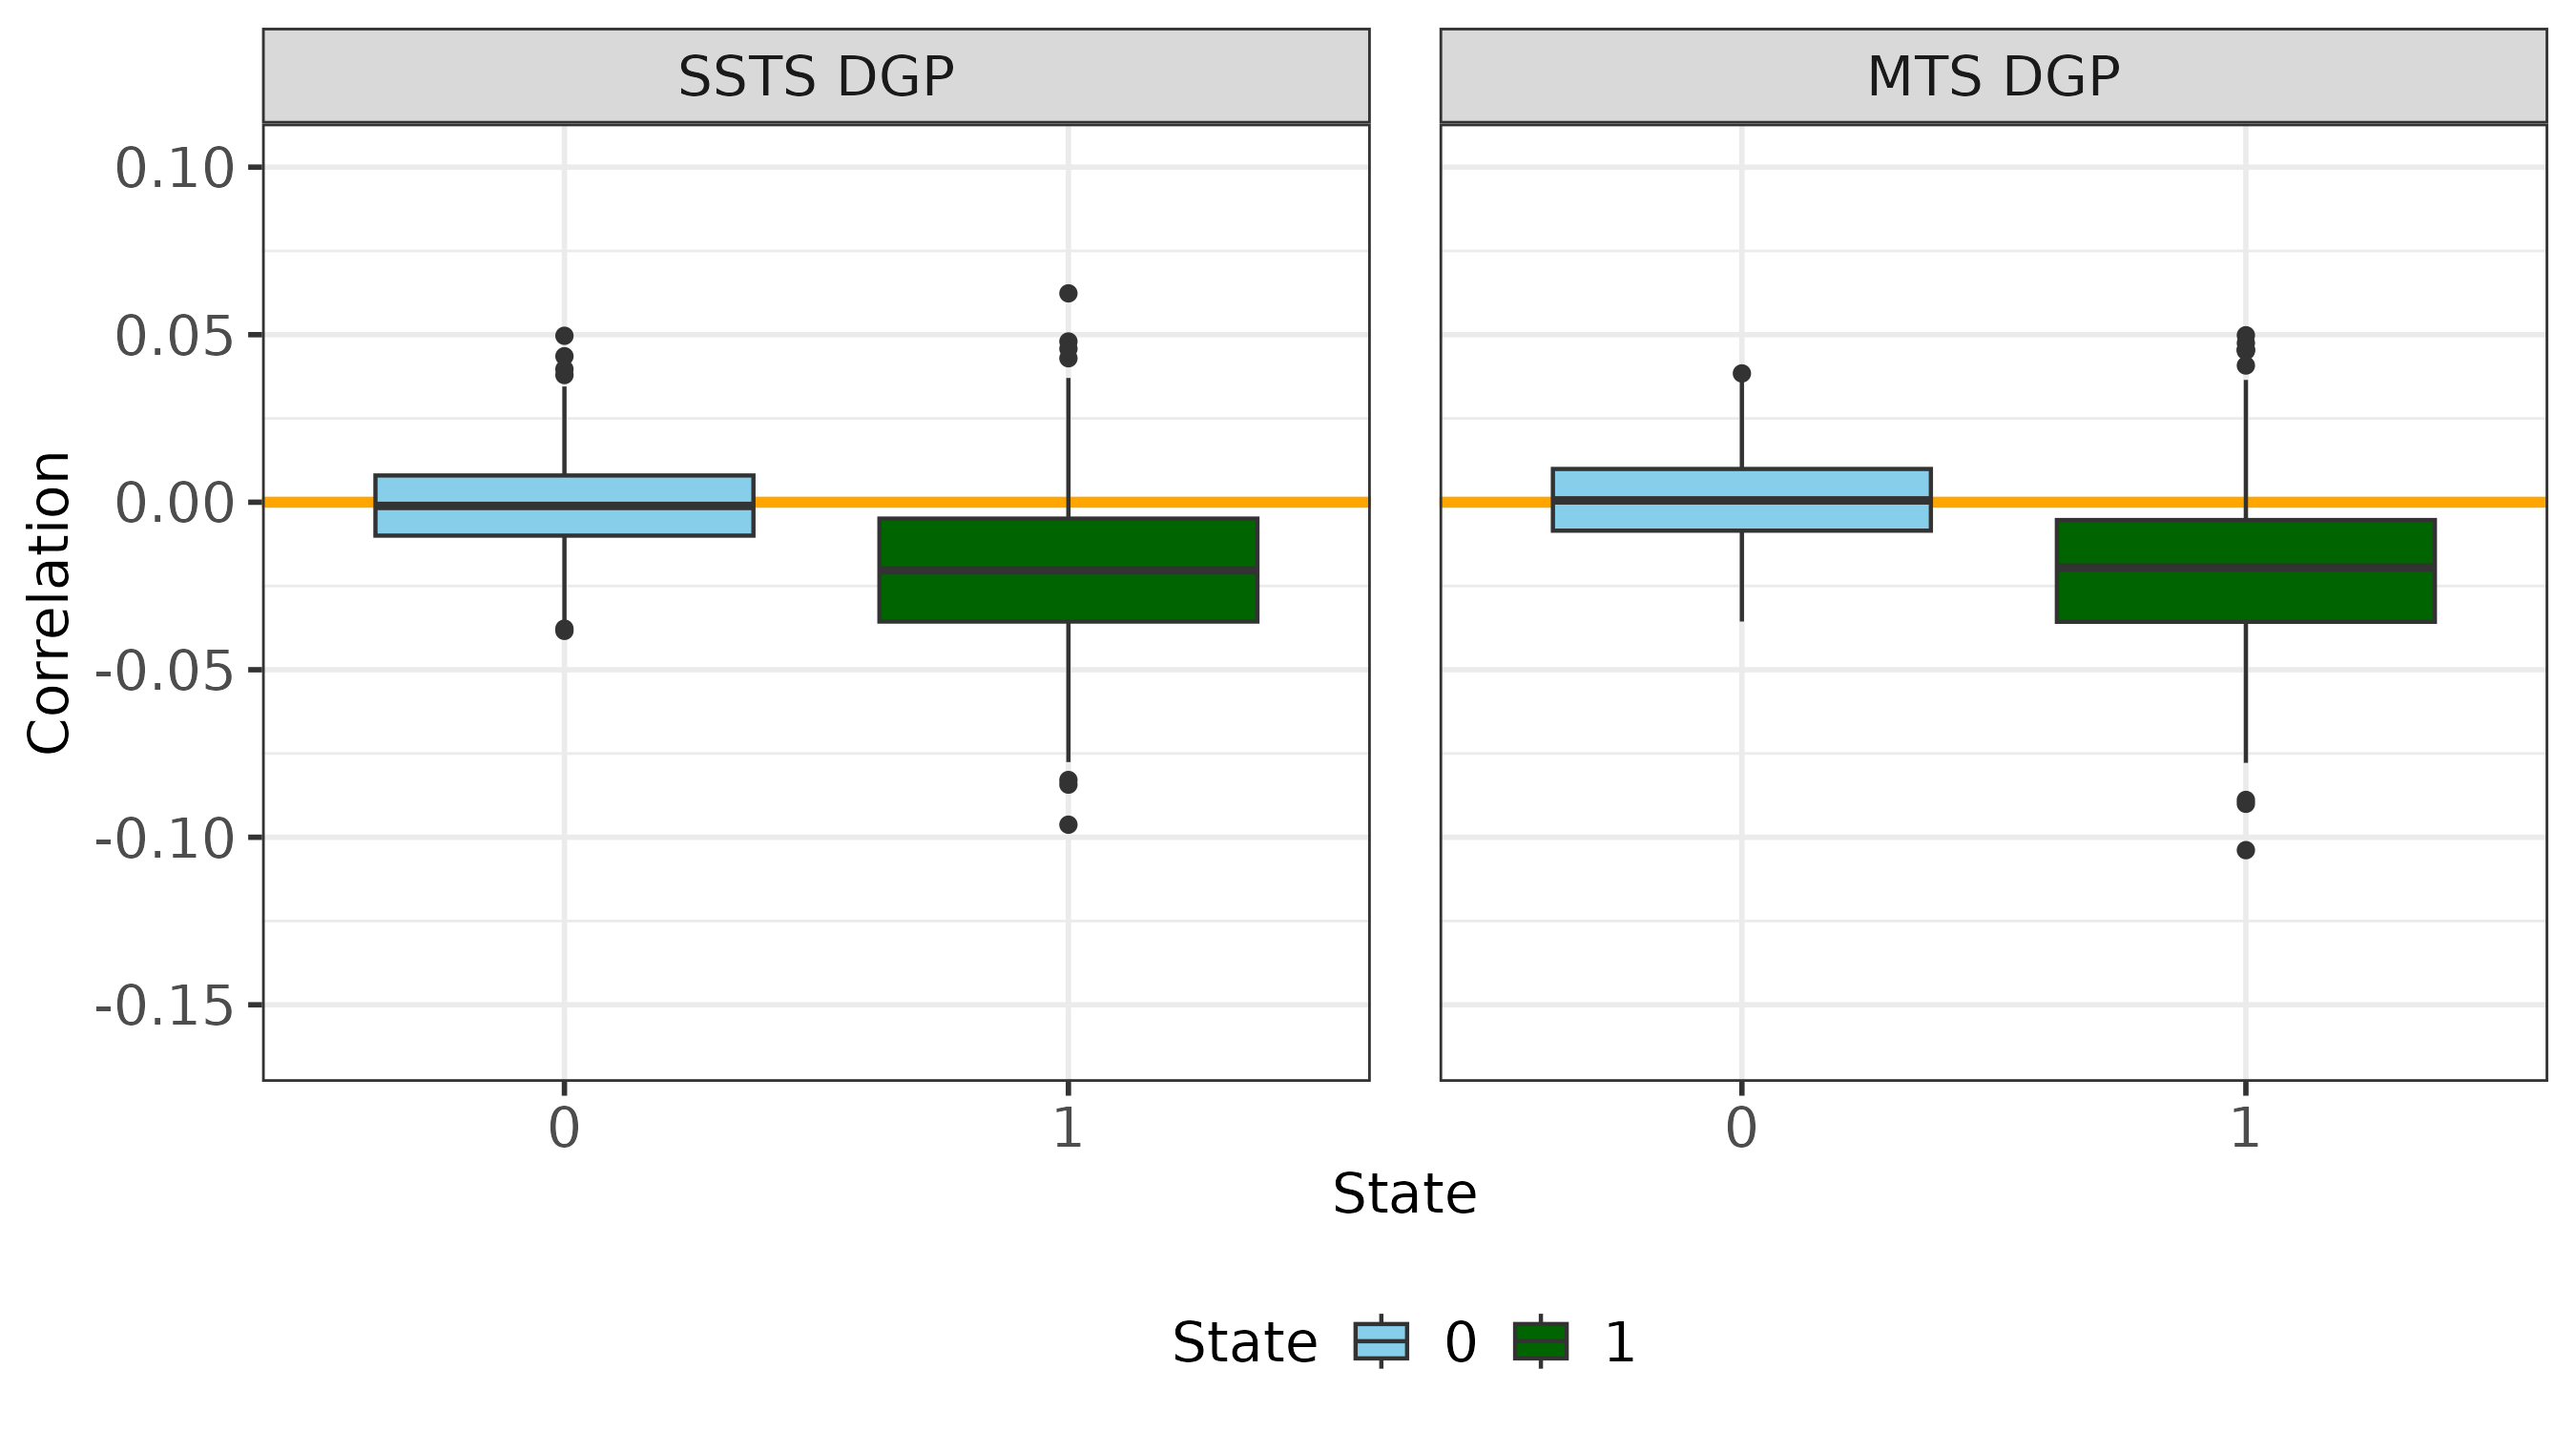 SSTS DGP
MTS DGP
0.10
0.05
0.00
-0.05
-0.10
-0.15
Correlation
0 1 0 1
State
State 0 1